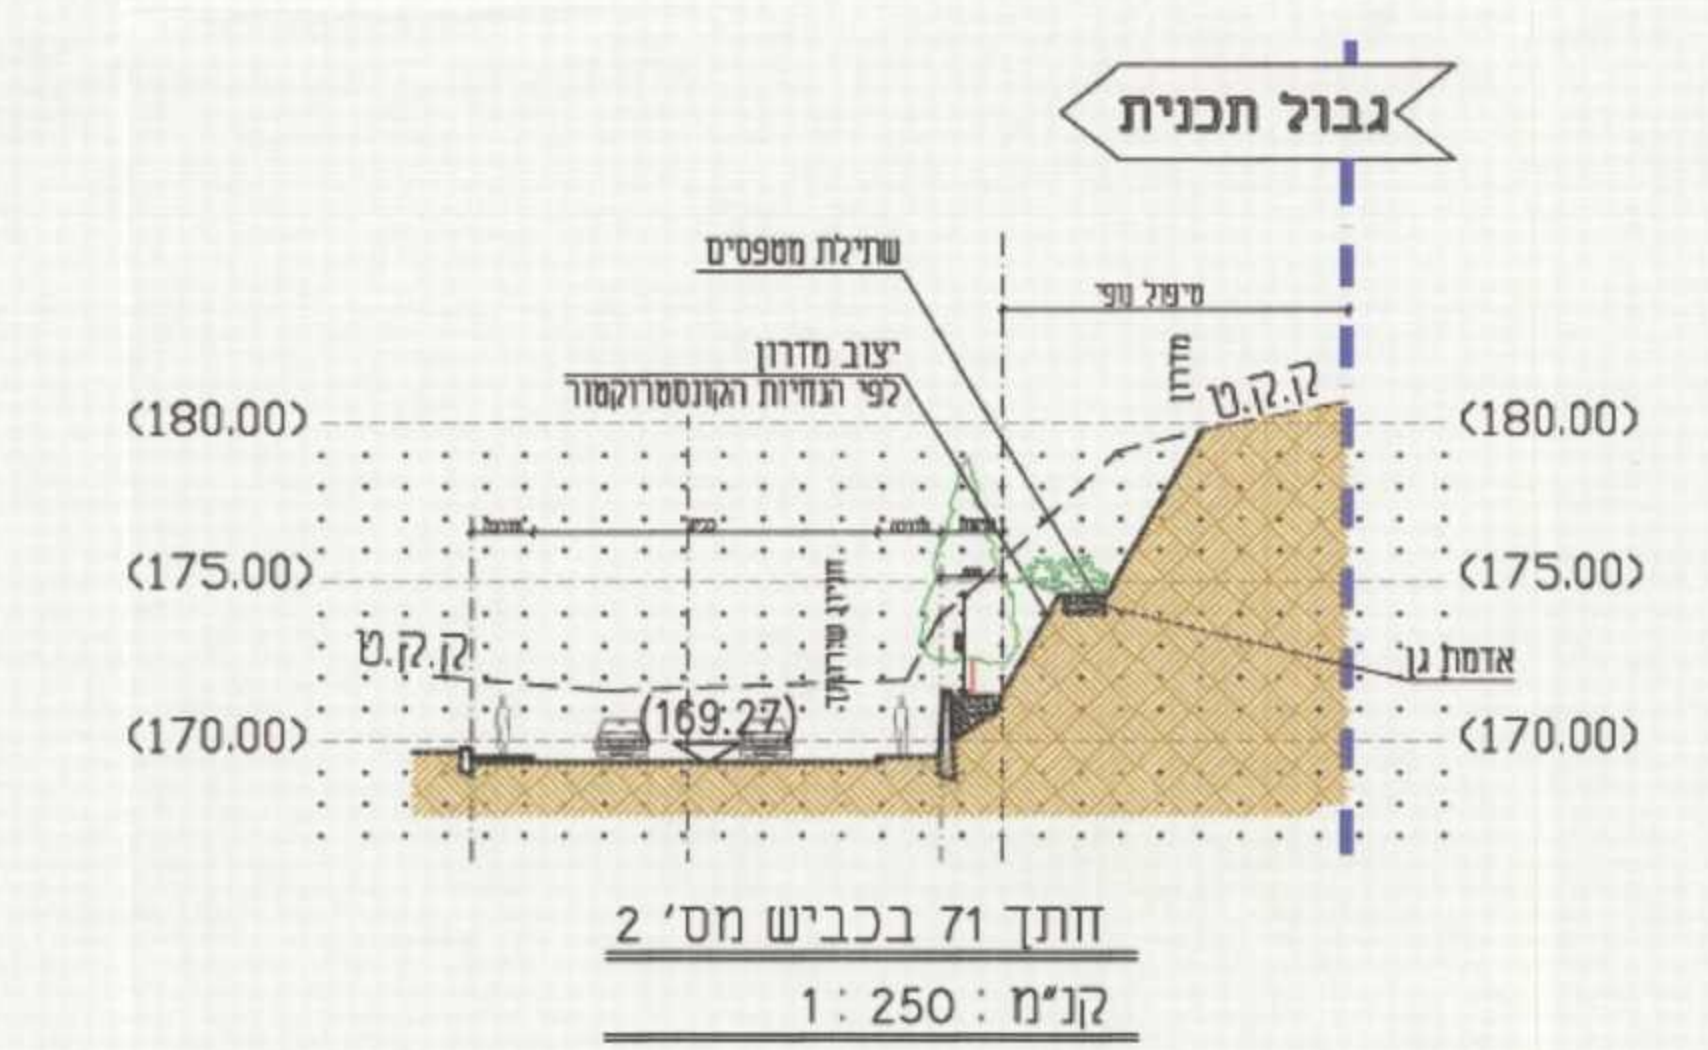 גבול תכנית
שתילת מטפסים
טיפול נופי
יצוב מדרון
לפי הנחיות הקונסטרוקטור
מדרון
ק.ק.ט
(180.00)
(180.00)
(175.00)
(175.00)
ק.ק.ט
אדמת גן
(169.27)
(170.00)
(170.00)
חתך 71 בכביש מס' 2
קנ"מ : 250 : 1